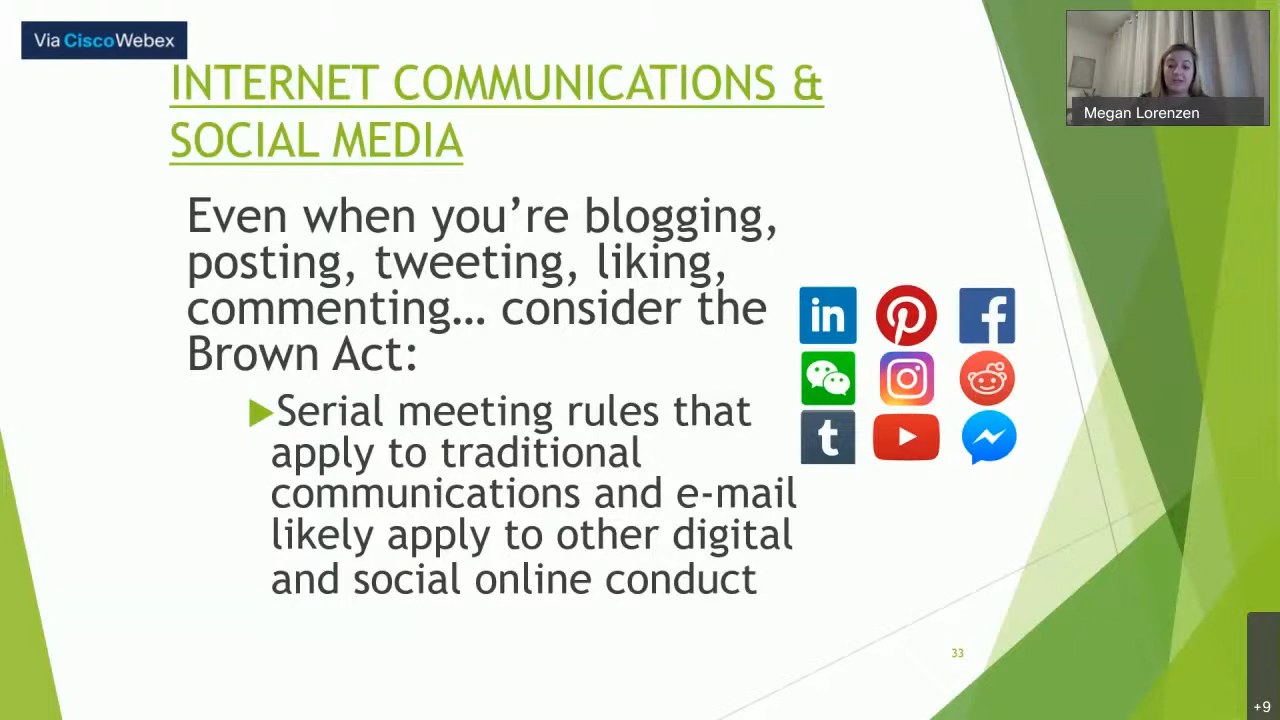 Via CiscoWebex
INTERNET COMMUNICATIONS &
SOCIAL MEDIA
Megan Lorenzen
Even when you’re blogging,
posting, tweeting, liking,
commenting… consider the
Brown Act:
Serial meeting rules that
apply to traditional
communications and e-mail
likely apply to other digital
and social online conduct
in
f
t
33
+9